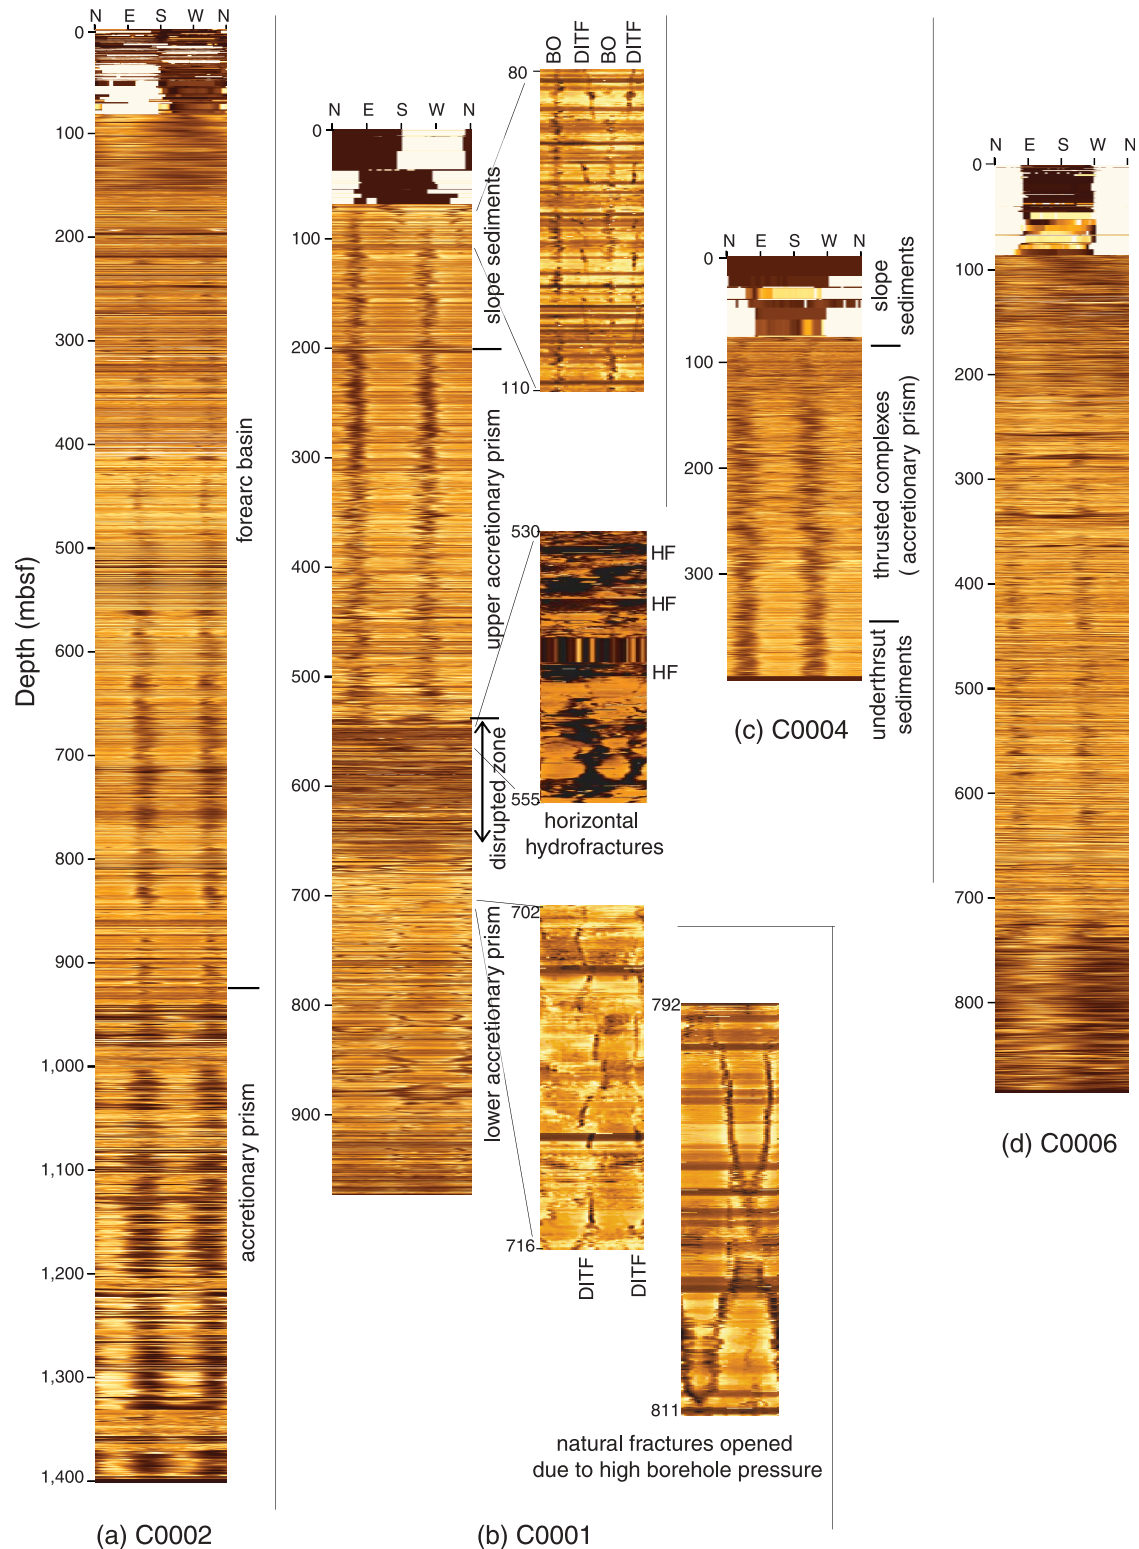 N E S W N
0
100
200
300
400
500
600
700
800
900
1,000
1,100
1,200
1,300
1,400
Depth (mbsf)
forearc basin
accretionary prism
(a) C0002
N E S W N
0
100
200
300
400
500
600
700
800
900
slope sediments
upper accretionary prism
disrupted zone
lower accretionary prism
BO DITF BO DITF
80
110
530
HF
HF
HF
555
horizontal
hydrofractures
702
716
DITF DITF
792
811
natural fractures opened
due to high borehole pressure
(b) C0001
N E S W N
0
100
200
300
slope
sediments
thrusted complexes
( accretionary prism)
underthrsut
sediments
(c) C0004
N E S W N
0
100
200
300
400
500
600
700
800
(d) C0006